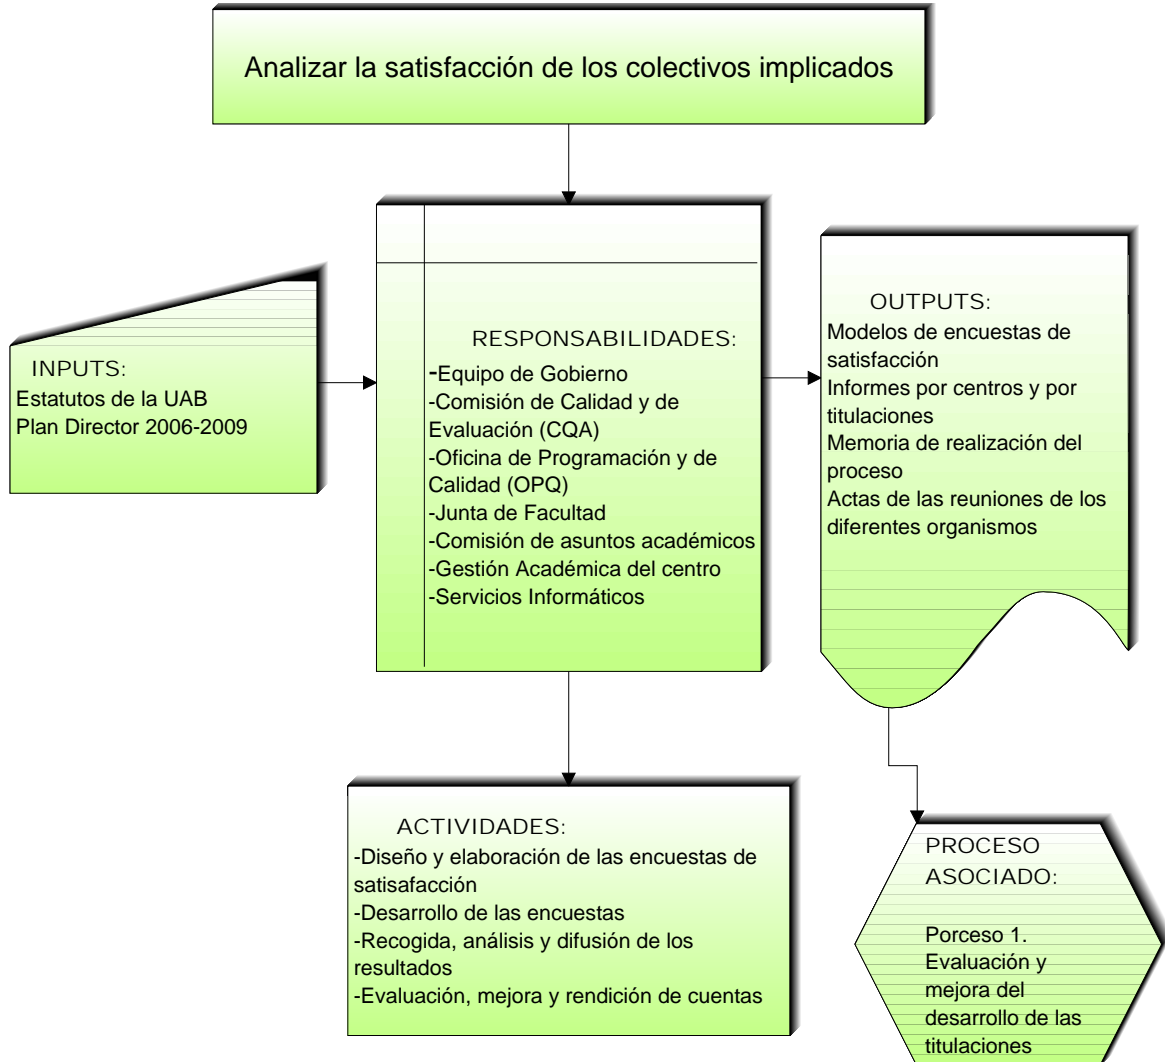 Analizar la satisfacción de los colectivos implicados
INPUTS:
Estatutos de la UAB
Plan Director 2006-2009
RESPONSABILIDADES:
-Equipo de Gobierno
-Comisión de Calidad y de
Evaluación (CQA)
-Oficina de Programación y de
Calidad (OPQ)
-Junta de Facultad
-Comisión de asuntos académicos
-Gestión Académica del centro
-Servicios Informáticos
OUTPUTS:
Modelos de encuestas de
satisfacción
Informes por centros y por
titulaciones
Memoria de realización del
proceso
Actas de las reuniones de los
diferentes organismos
ACTIVIDADES:
-Diseño y elaboración de las encuestas de
satisafacción
-Desarrollo de las encuestas
-Recogida, análisis y difusión de los
resultados
-Evaluación, mejora y rendición de cuentas
PROCESO
ASOCIADO:
Porceso 1.
Evaluación y
mejora del
desarrollo de las
titulaciones